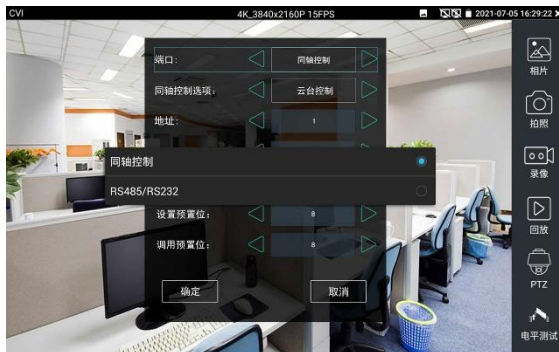 CVI 4K_3840x2160P 15FPS 2021-07-05 16:29:22
端口: 同轴控制
同轴控制选项: 云台控制
地址: 1
同轴控制
RS485/RS232
设置预置位: 8
调用预置位: 8
确定 取消
相片
拍照
录像
回放
PTZ
电平测试